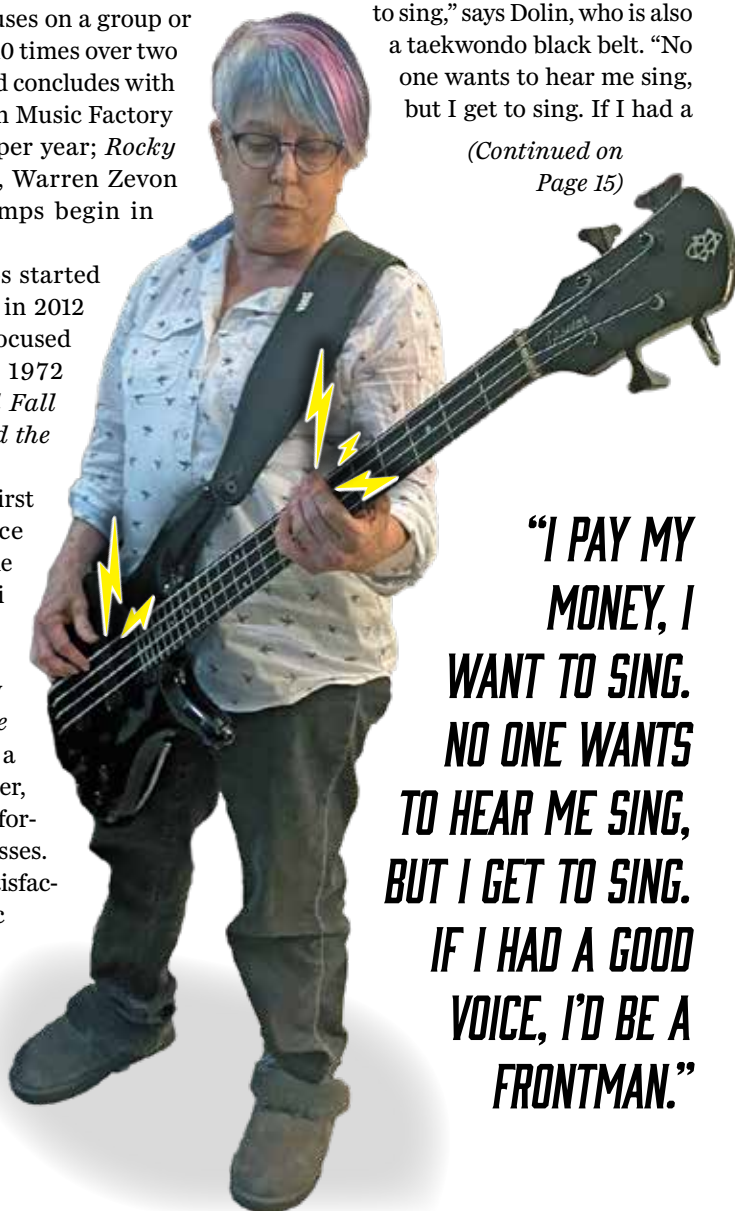 uses on a group or
0 times over two
d concludes with
n Music Factory
per year; Rocky
, Warren Zevon
mps begin in
s started
in 2012
ocused
1972
Fall
d the
irst
ce
e
i
e
a
er,
for-
sses.
tisfac-
c
to sing,” says Dolin, who is also
a taekwondo black belt. “No
one wants to hear me sing,
but I get to sing. If I had a
(Continued on
Page 15)
“I PAY MY
MONEY, I
WANT TO SING.
NO ONE WANTS
TO HEAR ME SING,
BUT I GET TO SING.
IF I HAD A GOOD
VOICE, I’D BE A
FRONTMAN.”